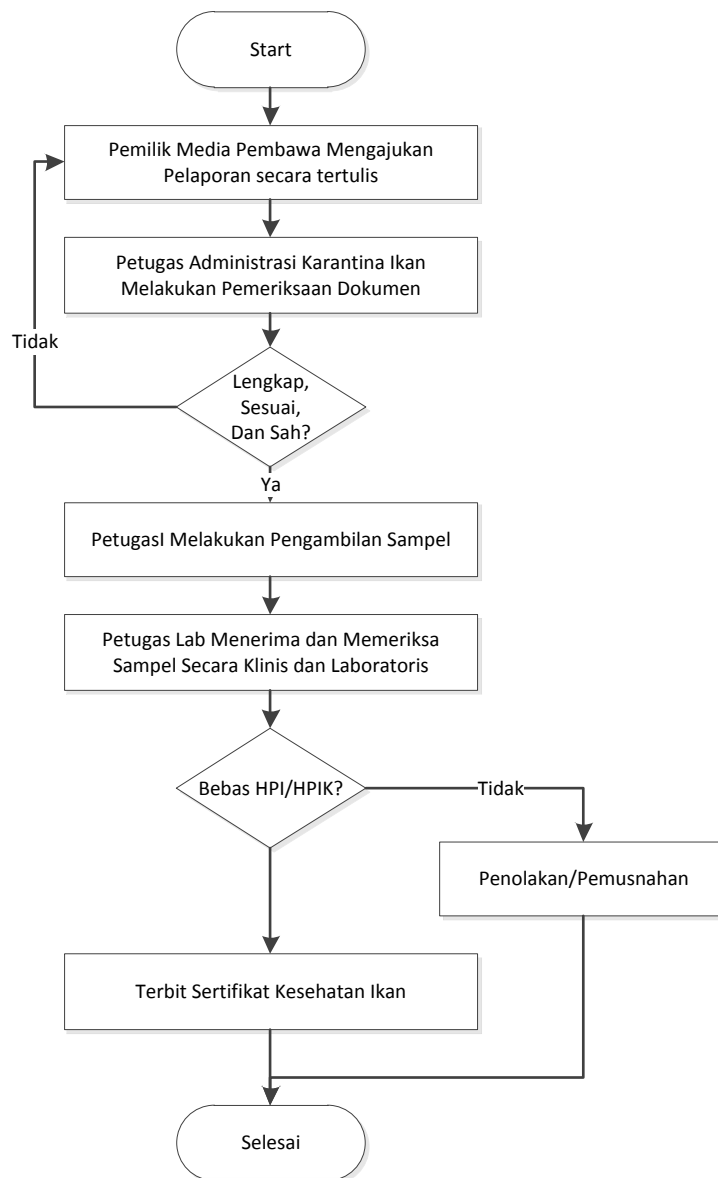 Start
Pemilik Media Pembawa Mengajukan
Pelaporan secara tertulis
Petugas Administrasi Karantina Ikan
Melakukan Pemeriksaan Dokumen
Tidak
Lengkap,
Sesuai,
Dan Sah?
Ya
PetugasI Melakukan Pengambilan Sampel
Petugas Lab Menerima dan Memeriksa
Sampel Secara Klinis dan Laboratoris
Bebas HPI/HPIK?
Tidak
Penolakan/Pemusnahan
Terbit Sertifikat Kesehatan Ikan
Selesai